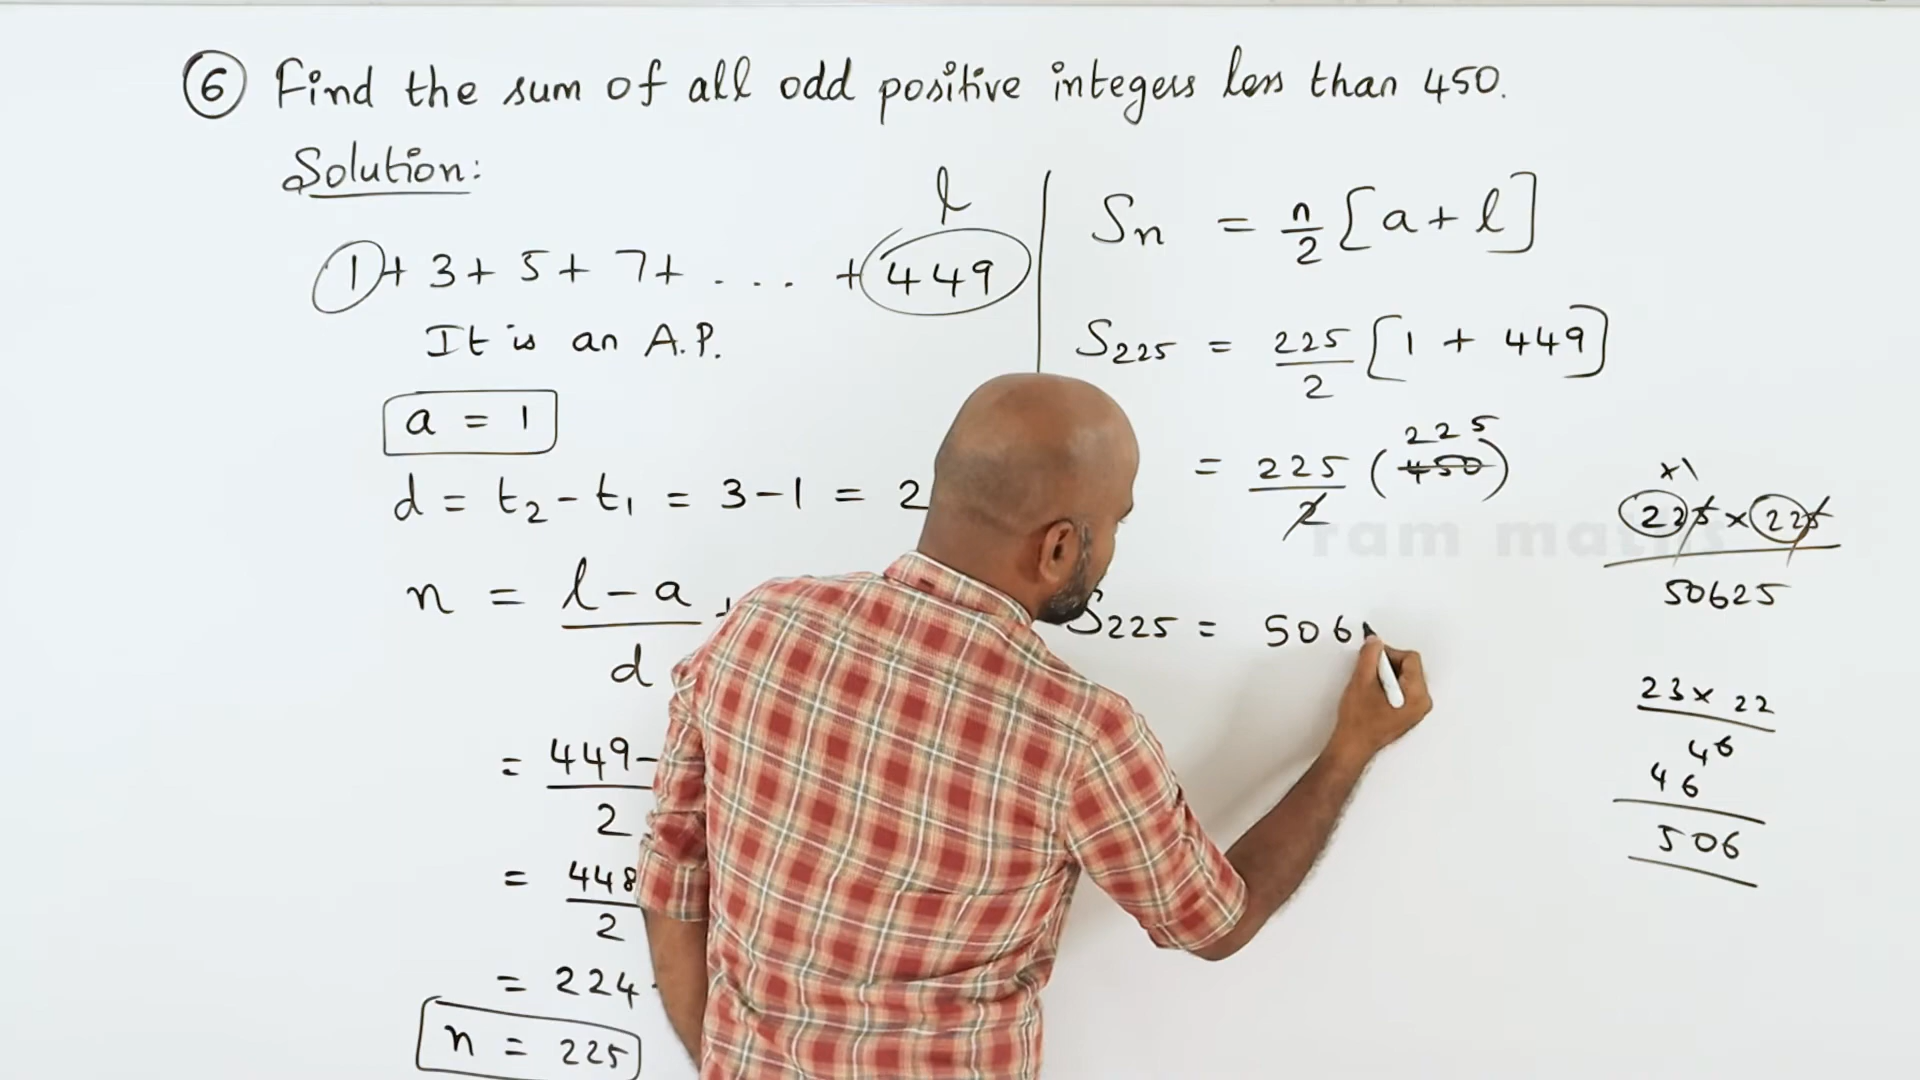 6 Find the sum of all odd positive integers less than 450.
Solution:
l
1 + 3 + 5 + 7 + . . . . + 449
It is an A.P.
a = 1
d = t2 - t1 = 3 - 1 = 2
n = l - a +
d
= 449 -
2
= 448
2
= 224
n = 225
Sn = n/2 [a + l]
S225 = 225/2 [1 + 449]
225
= 225/2 (450)
S225 = 506
×1
225 × 225
50625
23 × 22
46
46
506
ram maths